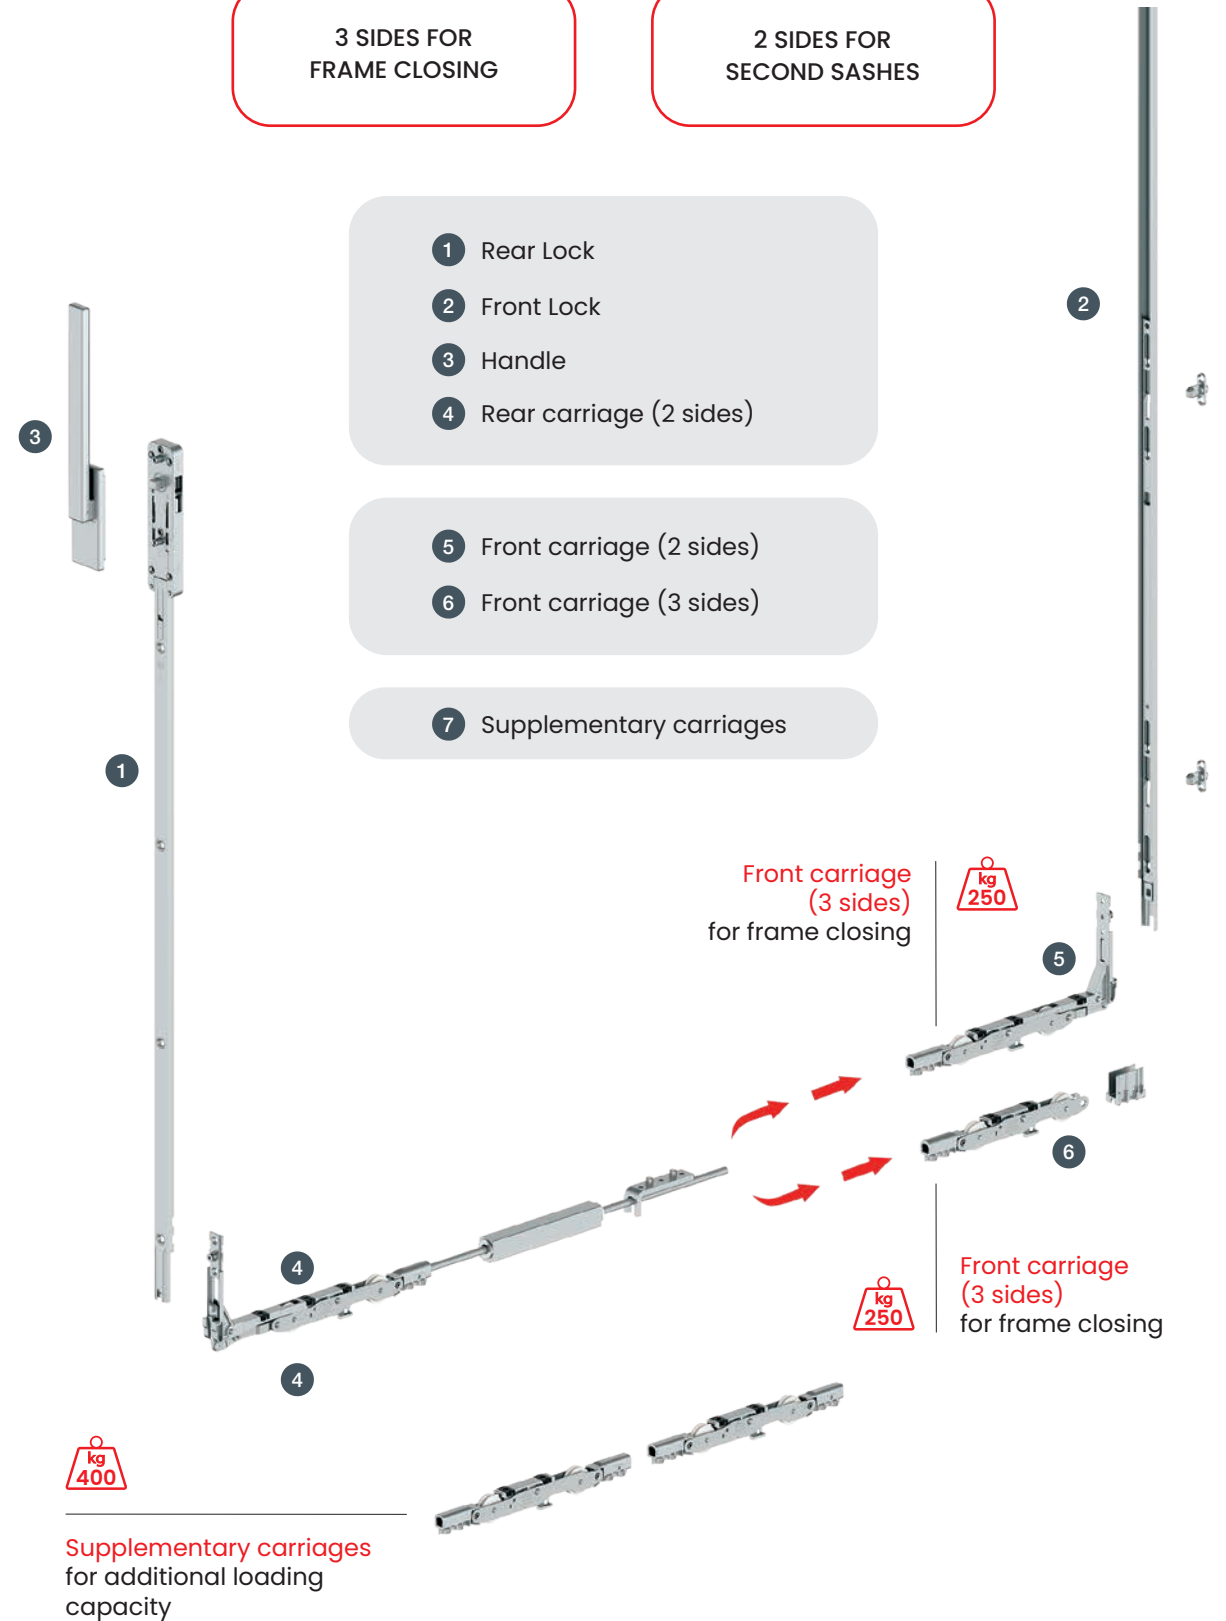 3 SIDES FOR
FRAME CLOSING
2 SIDES FOR
SECOND SASHES
1 Rear Lock
2 Front Lock
3 Handle
4 Rear carriage (2 sides)
5 Front carriage (2 sides)
6 Front carriage (3 sides)
7 Supplementary carriages
2
3
1
Front carriage
(3 sides)
for frame closing
kg
250
5
6
4
kg
250
Front carriage
(3 sides)
for frame closing
4
kg
400
Supplementary carriages
for additional loading
capacity